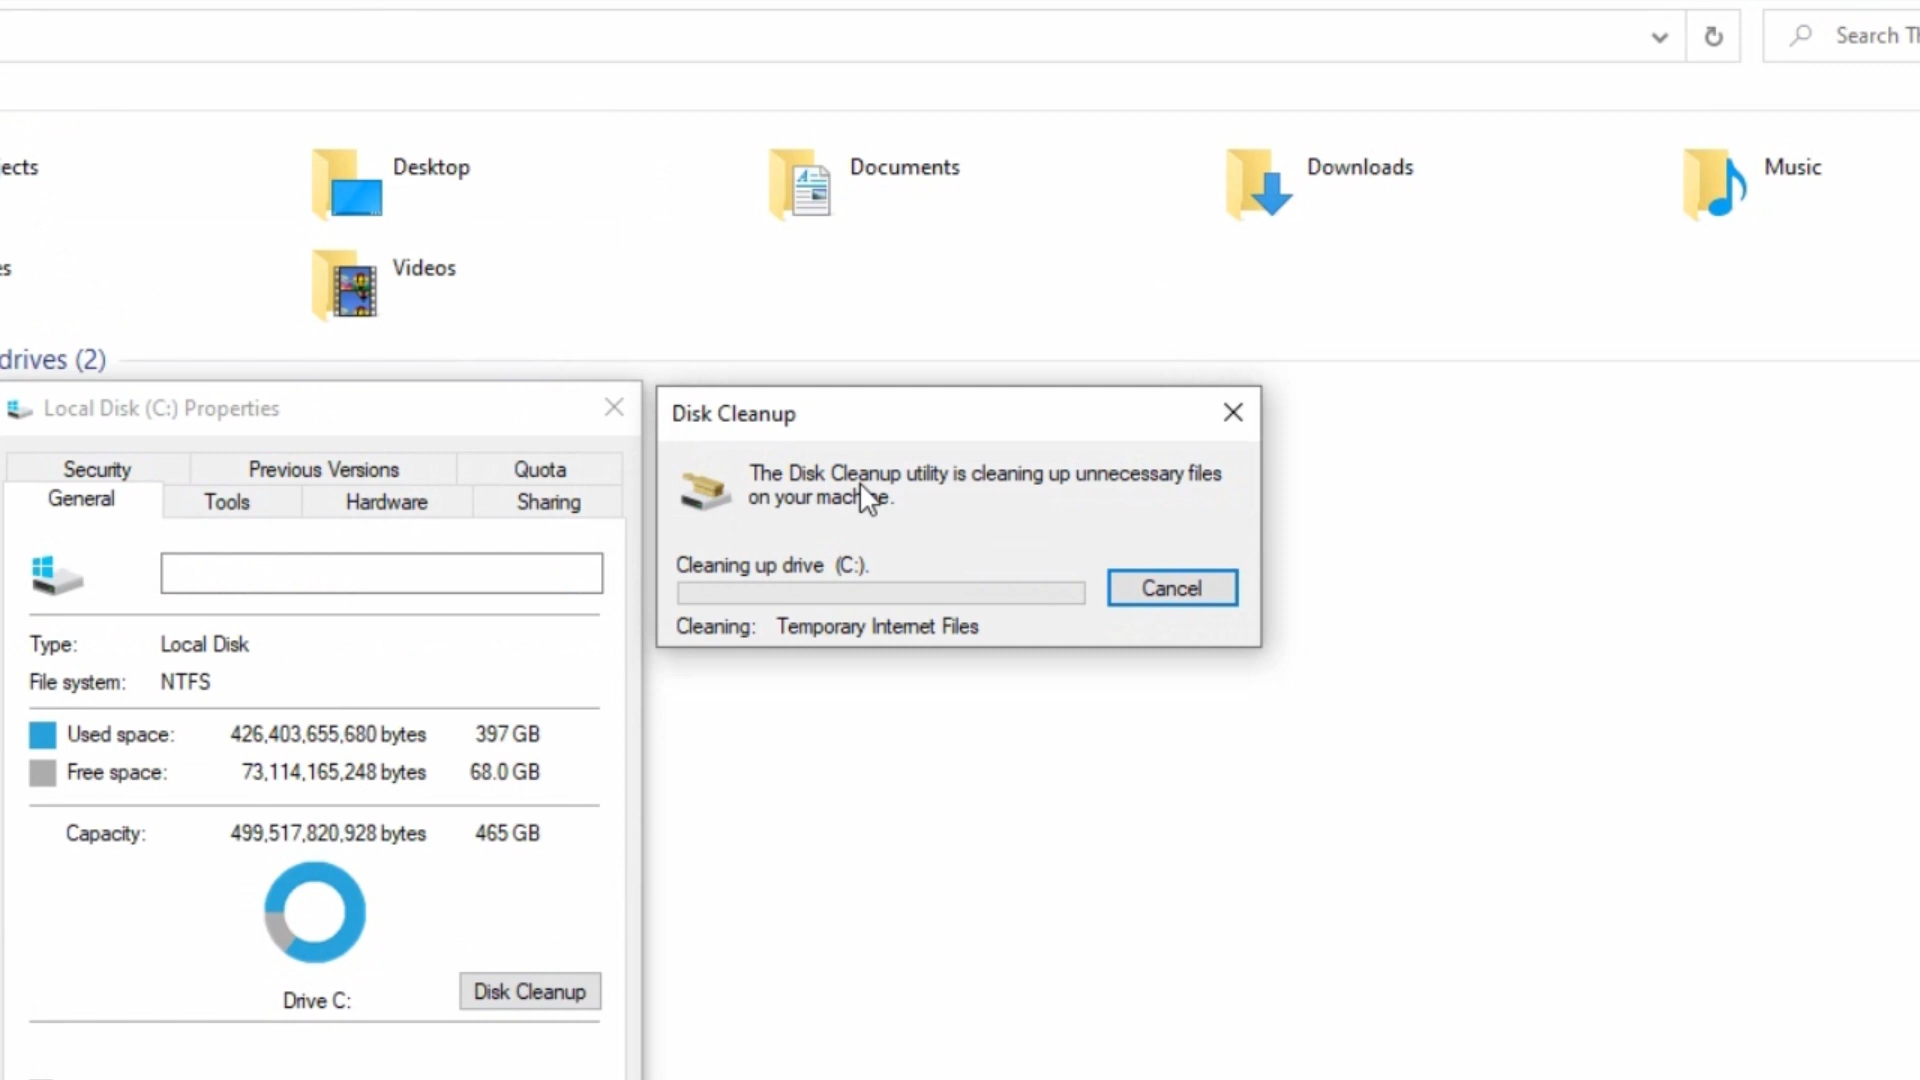 Search Th
jects
Desktop
Documents
Downloads
Music
es
Videos
drives (2)
Local Disk (C:) Properties
Security
Previous Versions
Quota
General
Tools
Hardware
Sharing
Type:
Local Disk
File system:
NTFS
Used space:
426,403,655,680 bytes
397 GB
Free space:
73,114,165,248 bytes
68.0 GB
Capacity:
499,517,820,928 bytes
465 GB
Drive C:
Disk Cleanup
Disk Cleanup
The Disk Cleanup utility is cleaning up unnecessary files
on your machine.
Cleaning up drive (C:).
Cancel
Cleaning: Temporary Internet Files